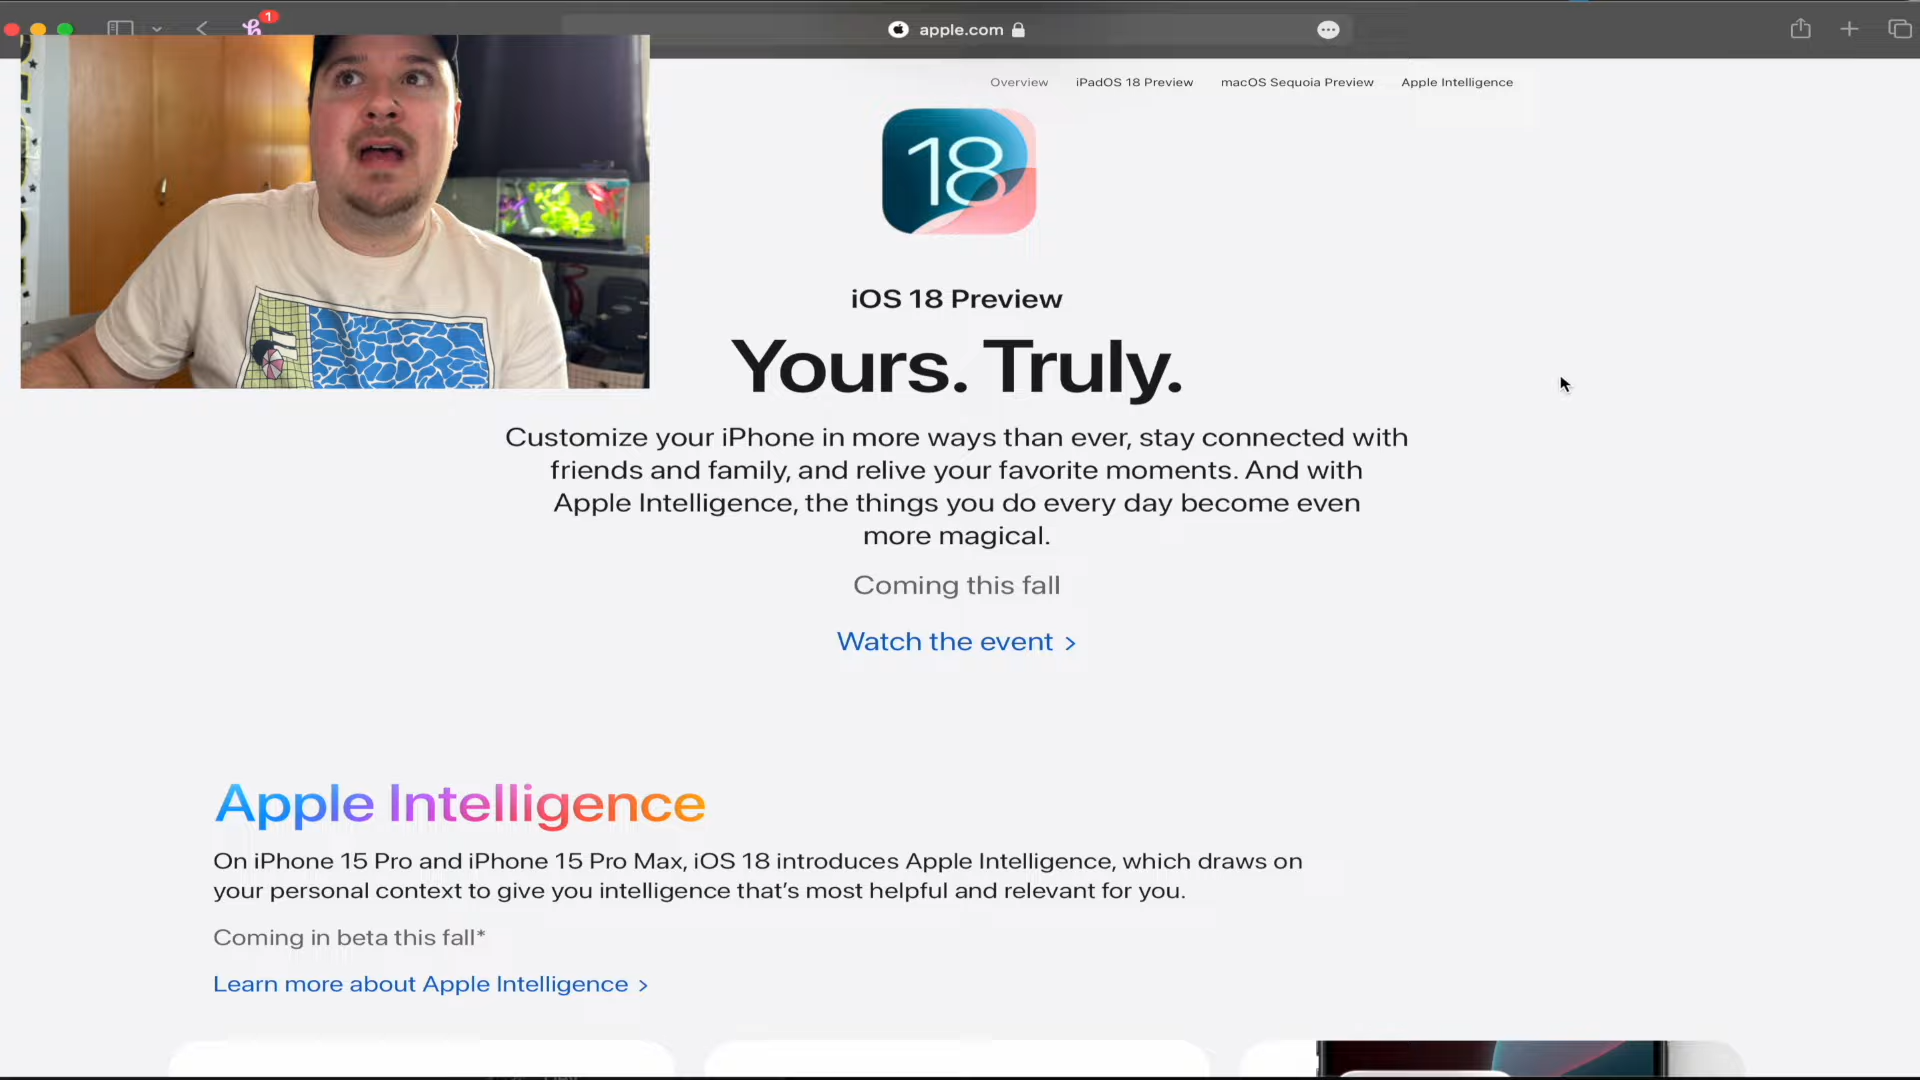 1
apple.com
Overview iPadOS 18 Preview macOS Sequoia Preview Apple Intelligence
18
iOS 18 Preview
Yours. Truly.
Customize your iPhone in more ways than ever, stay connected with
friends and family, and relive your favorite moments. And with
Apple Intelligence, the things you do every day become even
more magical.
Coming this fall
Watch the event >
Apple Intelligence
On iPhone 15 Pro and iPhone 15 Pro Max, iOS 18 introduces Apple Intelligence, which draws on
your personal context to give you intelligence that’s most helpful and relevant for you.
Coming in beta this fall*
Learn more about Apple Intelligence >